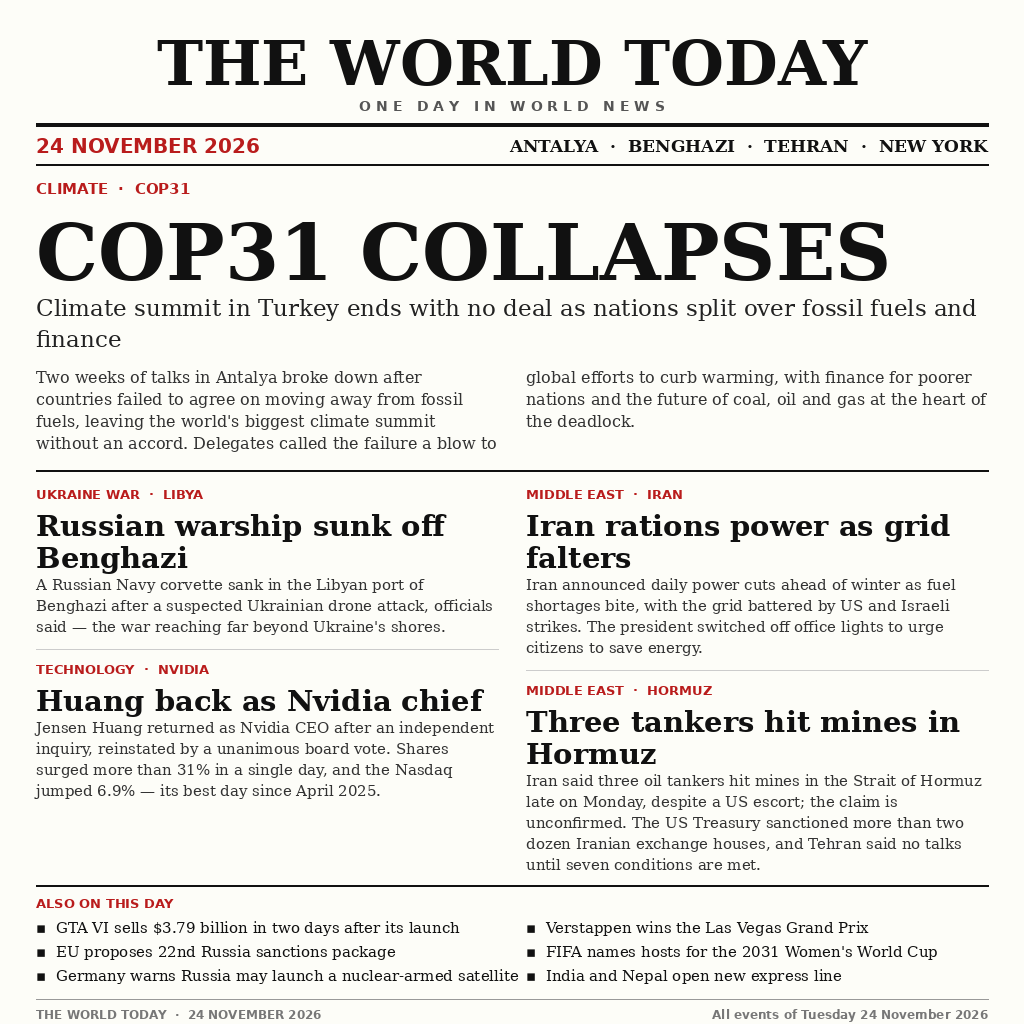 THE WORLD TODAY
ONE DAY IN WORLD NEWS
24 NOVEMBER 2026
ANTALYA · BENGHAZI · TEHRAN · NEW YORK
CLIMATE · COP31
COP31 COLLAPSES
Climate summit in Turkey ends with no deal as nations split over fossil fuels and
finance
Two weeks of talks in Antalya broke down after
countries failed to agree on moving away from fossil
fuels, leaving the world's biggest climate summit
without an accord. Delegates called the failure a blow to
global efforts to curb warming, with finance for poorer
nations and the future of coal, oil and gas at the heart of
the deadlock.
UKRAINE WAR · LIBYA
Russian warship sunk off
Benghazi
A Russian Navy corvette sank in the Libyan port of
Benghazi after a suspected Ukrainian drone attack, officials
said — the war reaching far beyond Ukraine's shores.
TECHNOLOGY · NVIDIA
Huang back as Nvidia chief
Jensen Huang returned as Nvidia CEO after an independent
inquiry, reinstated by a unanimous board vote. Shares
surged more than 31% in a single day, and the Nasdaq
jumped 6.9% — its best day since April 2025.
MIDDLE EAST · IRAN
Iran rations power as grid
falters
Iran announced daily power cuts ahead of winter as fuel
shortages bite, with the grid battered by US and Israeli
strikes. The president switched off office lights to urge
citizens to save energy.
MIDDLE EAST · HORMUZ
Three tankers hit mines in
Hormuz
Iran said three oil tankers hit mines in the Strait of Hormuz
late on Monday, despite a US escort; the claim is
unconfirmed. The US Treasury sanctioned more than two
dozen Iranian exchange houses, and Tehran said no talks
until seven conditions are met.
ALSO ON THIS DAY
■ GTA VI sells $3.79 billion in two days after its launch
■ EU proposes 22nd Russia sanctions package
■ Germany warns Russia may launch a nuclear-armed satellite
■ Verstappen wins the Las Vegas Grand Prix
■ FIFA names hosts for the 2031 Women's World Cup
■ India and Nepal open new express line
THE WORLD TODAY · 24 NOVEMBER 2026
All events of Tuesday 24 November 2026